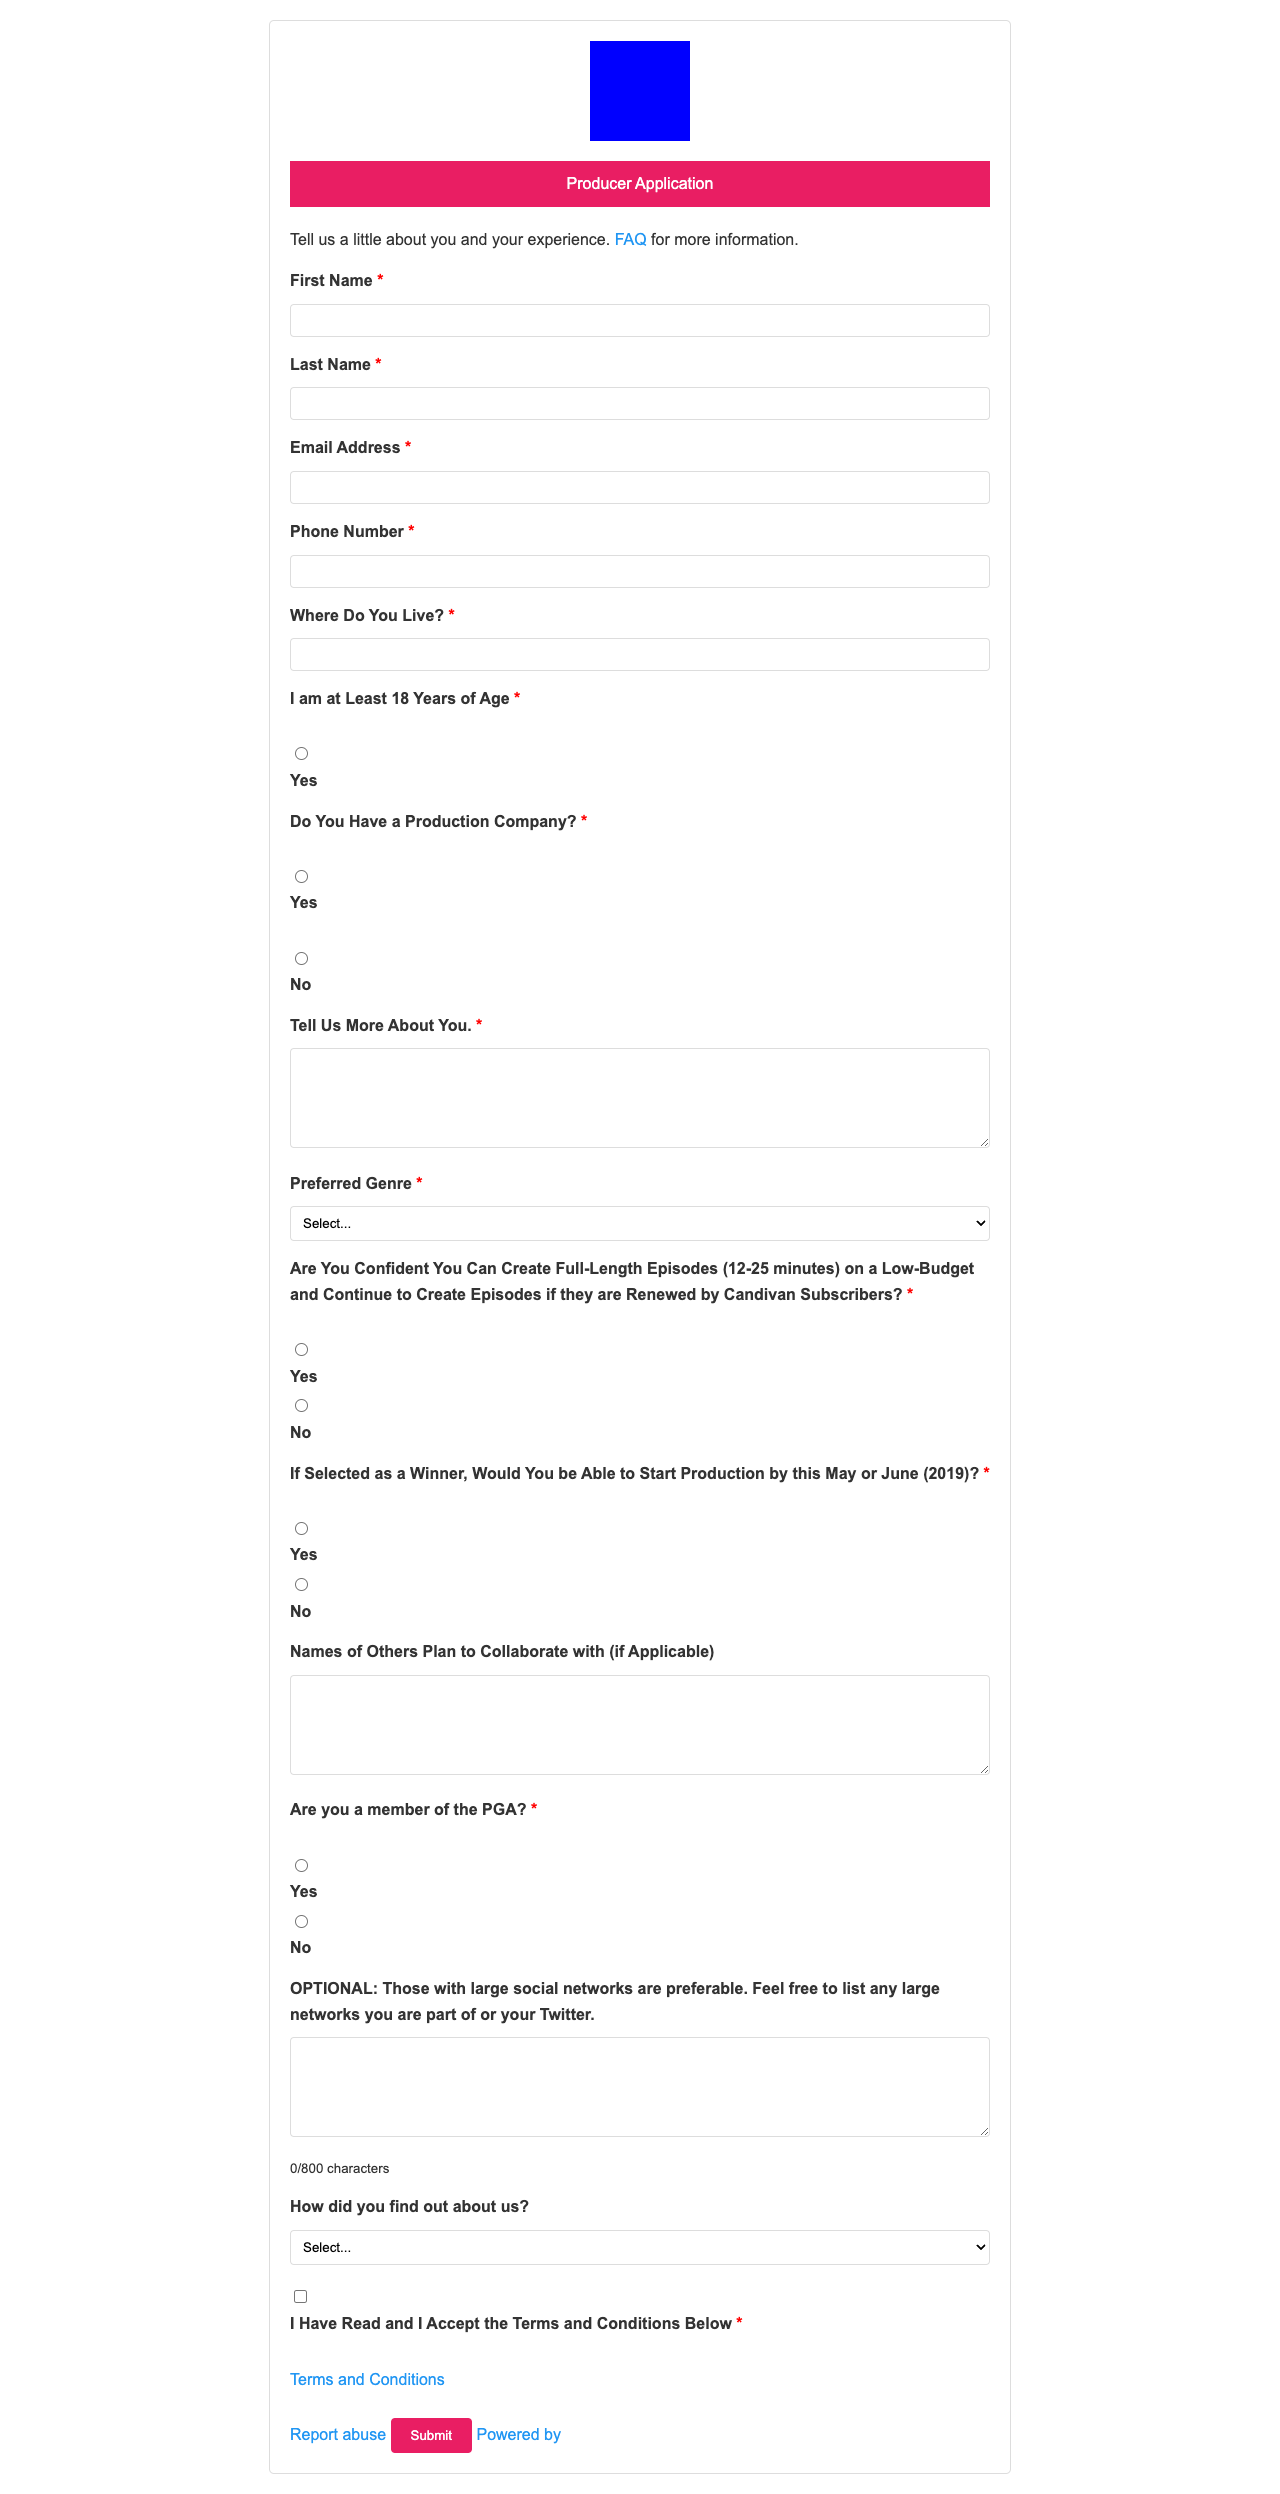 Producer Application
Tell us a little about you and your experience. FAQ for more information.
First Name *
Last Name *
Email Address *
Phone Number *
Where Do You Live? *
I am at Least 18 Years of Age *
Yes
Do You Have a Production Company? *
Yes
No
Tell Us More About You. *
Preferred Genre *
Select...
Are You Confident You Can Create Full-Length Episodes (12-25 minutes) on a Low-Budget
and Continue to Create Episodes if they are Renewed by Candivan Subscribers? *
Yes
No
If Selected as a Winner, Would You be Able to Start Production by this May or June (2019)? *
Yes
No
Names of Others Plan to Collaborate with (if Applicable)
Are you a member of the PGA? *
Yes
No
OPTIONAL: Those with large social networks are preferable. Feel free to list any large
networks you are part of or your Twitter.
0/800 characters
How did you find out about us?
Select...
I Have Read and I Accept the Terms and Conditions Below *
Terms and Conditions
Report abuse Submit Powered by